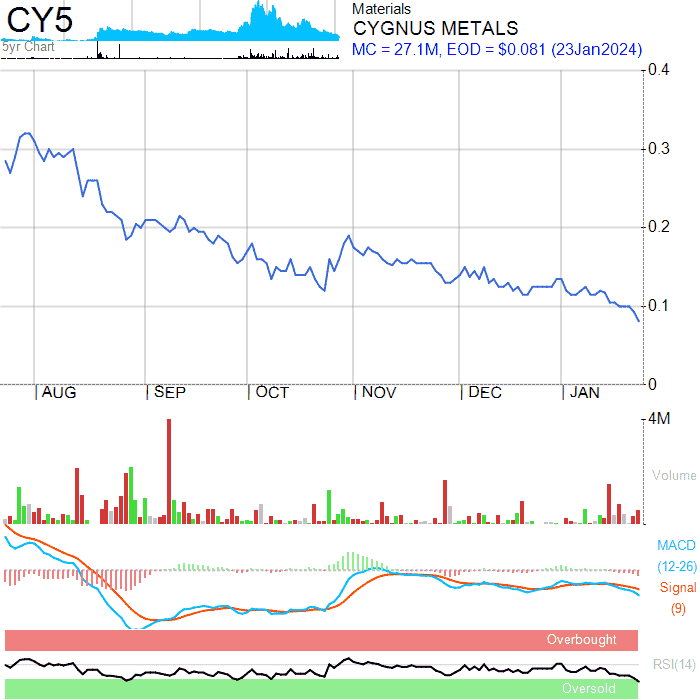 CY5
5yr Chart
Materials
CYGNUS METALS
MC = 27.1M, EOD = $0.081 (23Jan2024)
0.4
0.3
0.2
0.1
0
AUG SEP OCT NOV DEC JAN
4M
Volume
MACD
(12-26)
Signal
(9)
Overbought
RSI(14)
Oversold